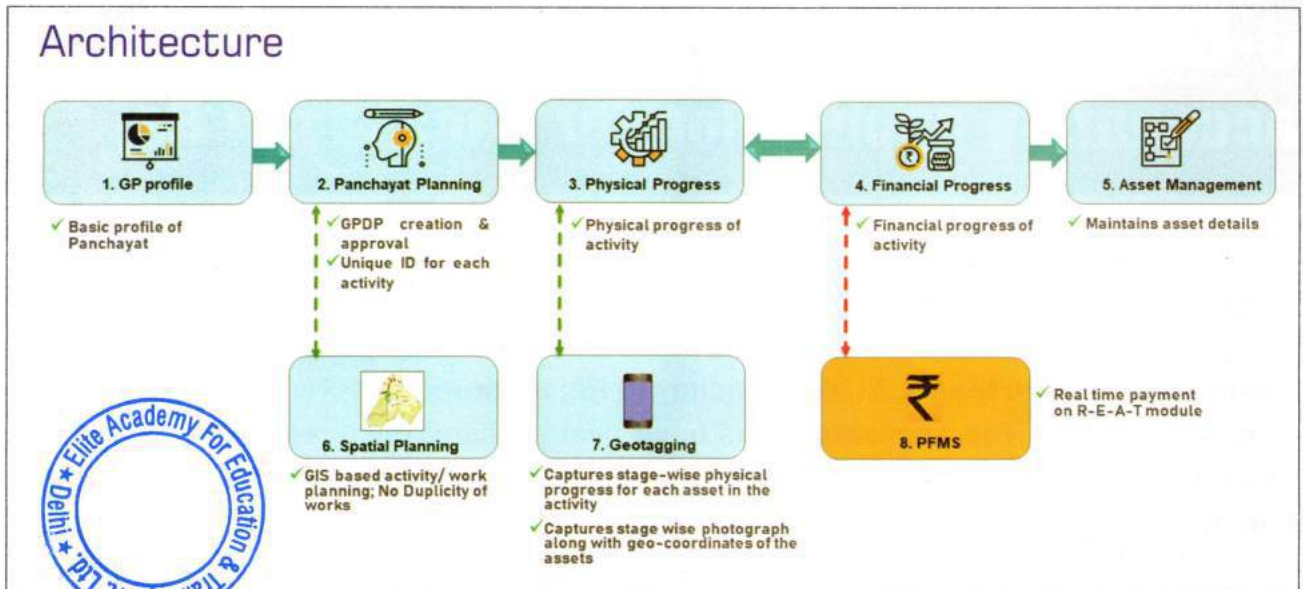 Architecture
1. GP profile
2. Panchayat Planning
3. Physical Progress
4. Financial Progress
5. Asset Management
✓ Basic profile of
Panchayat
✓ GPDP creation &
approval
✓ Unique ID for each
activity
✓ Physical progress of
activity
✓ Financial progress of
activity
✓ Maintains asset details
6. Spatial Planning
7. Geotagging
₹
8. PFMS
✓ Real time payment
on R-E-A-T module
✓ GIS based activity/ work
planning; No Duplicity of
works
✓ Captures stage-wise physical
progress for each asset in the
activity
✓ Captures stage wise photograph
along with geo-coordinates of the
assets
Elite Academy For Education &
Ltd. ★ Delhi ★